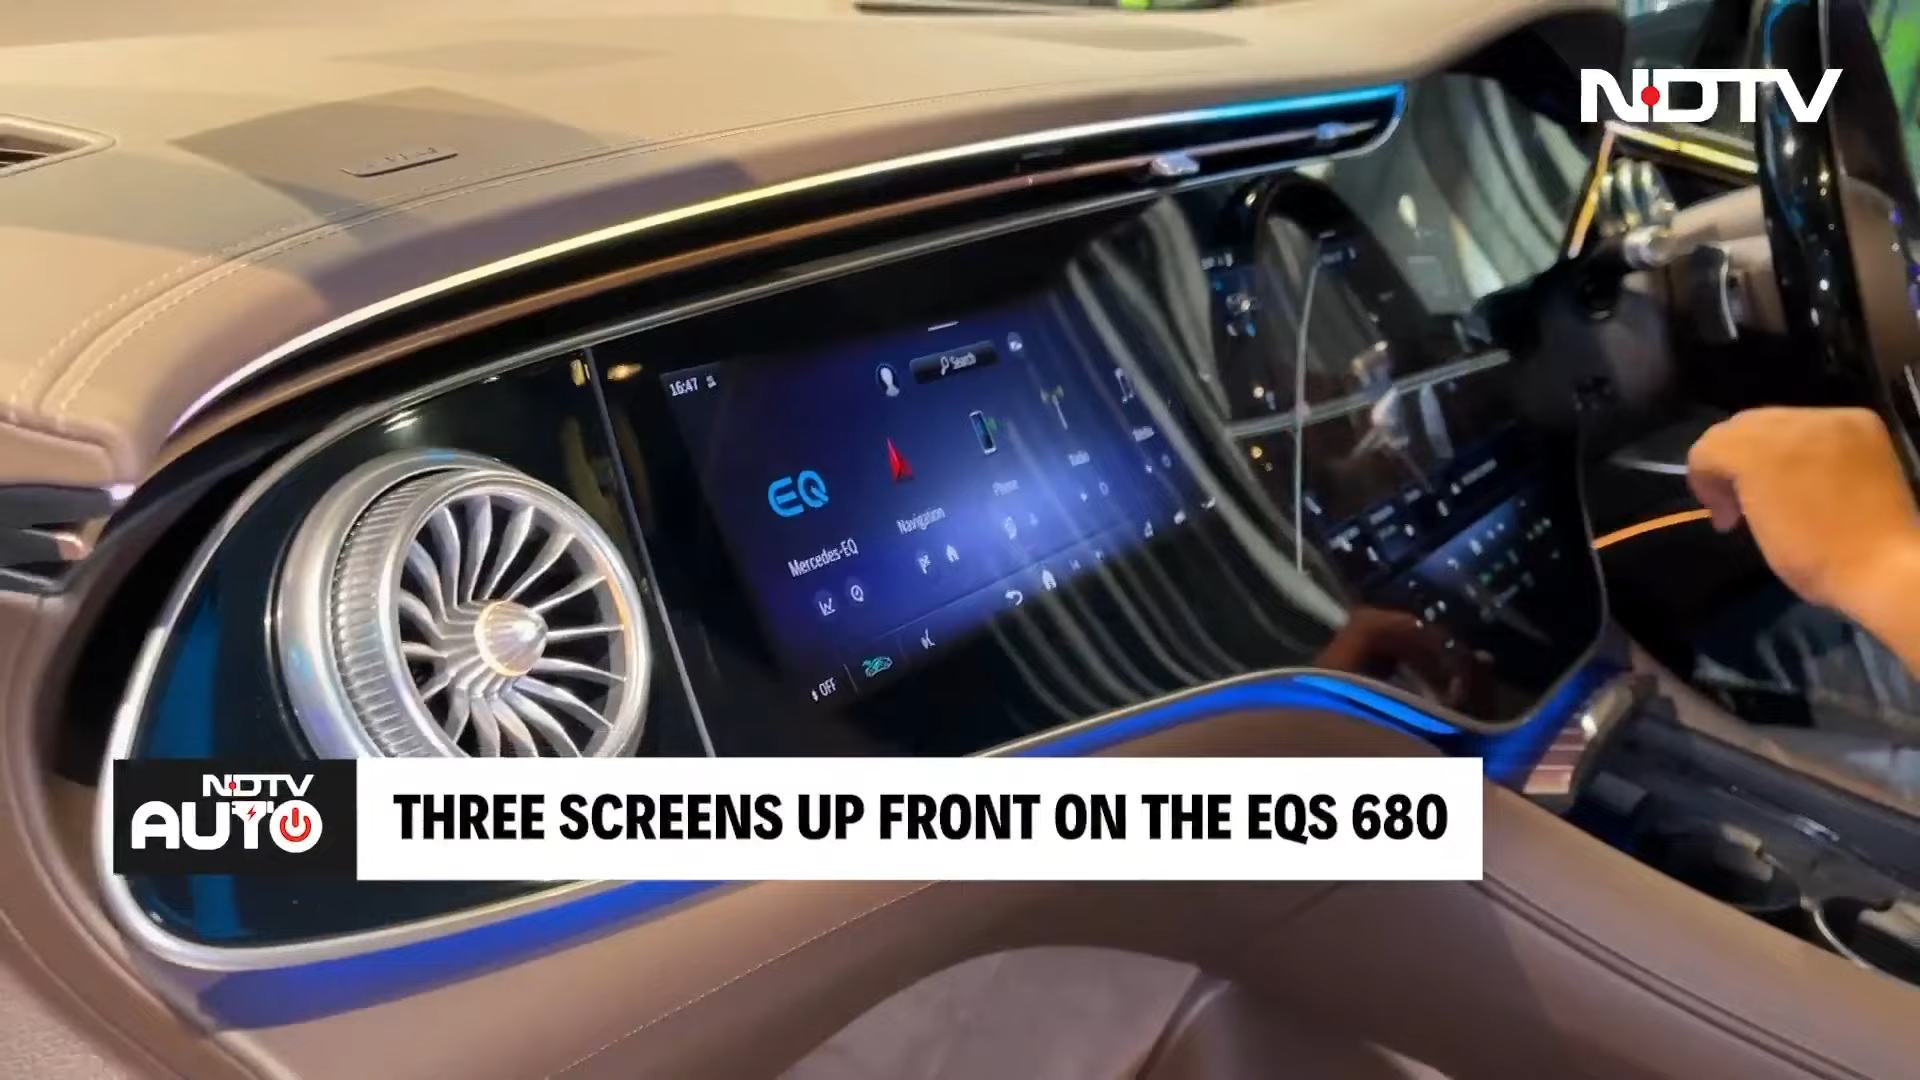 NDTV
16:47
Search
EQ
Mercedes-EQ
Navigation
Phone
Radio
Media
OFF
NDTV
AUTO
THREE SCREENS UP FRONT ON THE EQS 680